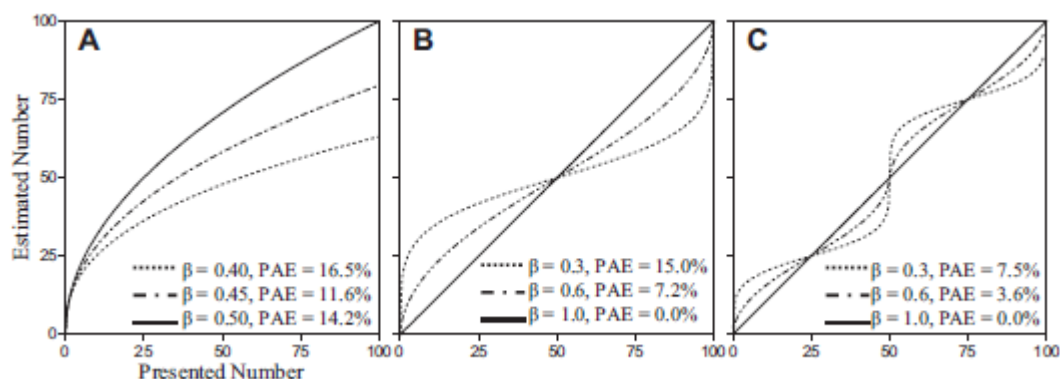 A
B
C
Estimated Number
100
75
50
25
0
β = 0.40, PAE = 16.5%
β = 0.45, PAE = 11.6%
β = 0.50, PAE = 14.2%
β = 0.3, PAE = 15.0%
β = 0.6, PAE = 7.2%
β = 1.0, PAE = 0.0%
β = 0.3, PAE = 7.5%
β = 0.6, PAE = 3.6%
β = 1.0, PAE = 0.0%
0 25 50 75 100 0 25 50 75 100 0 25 50 75 100
Presented Number